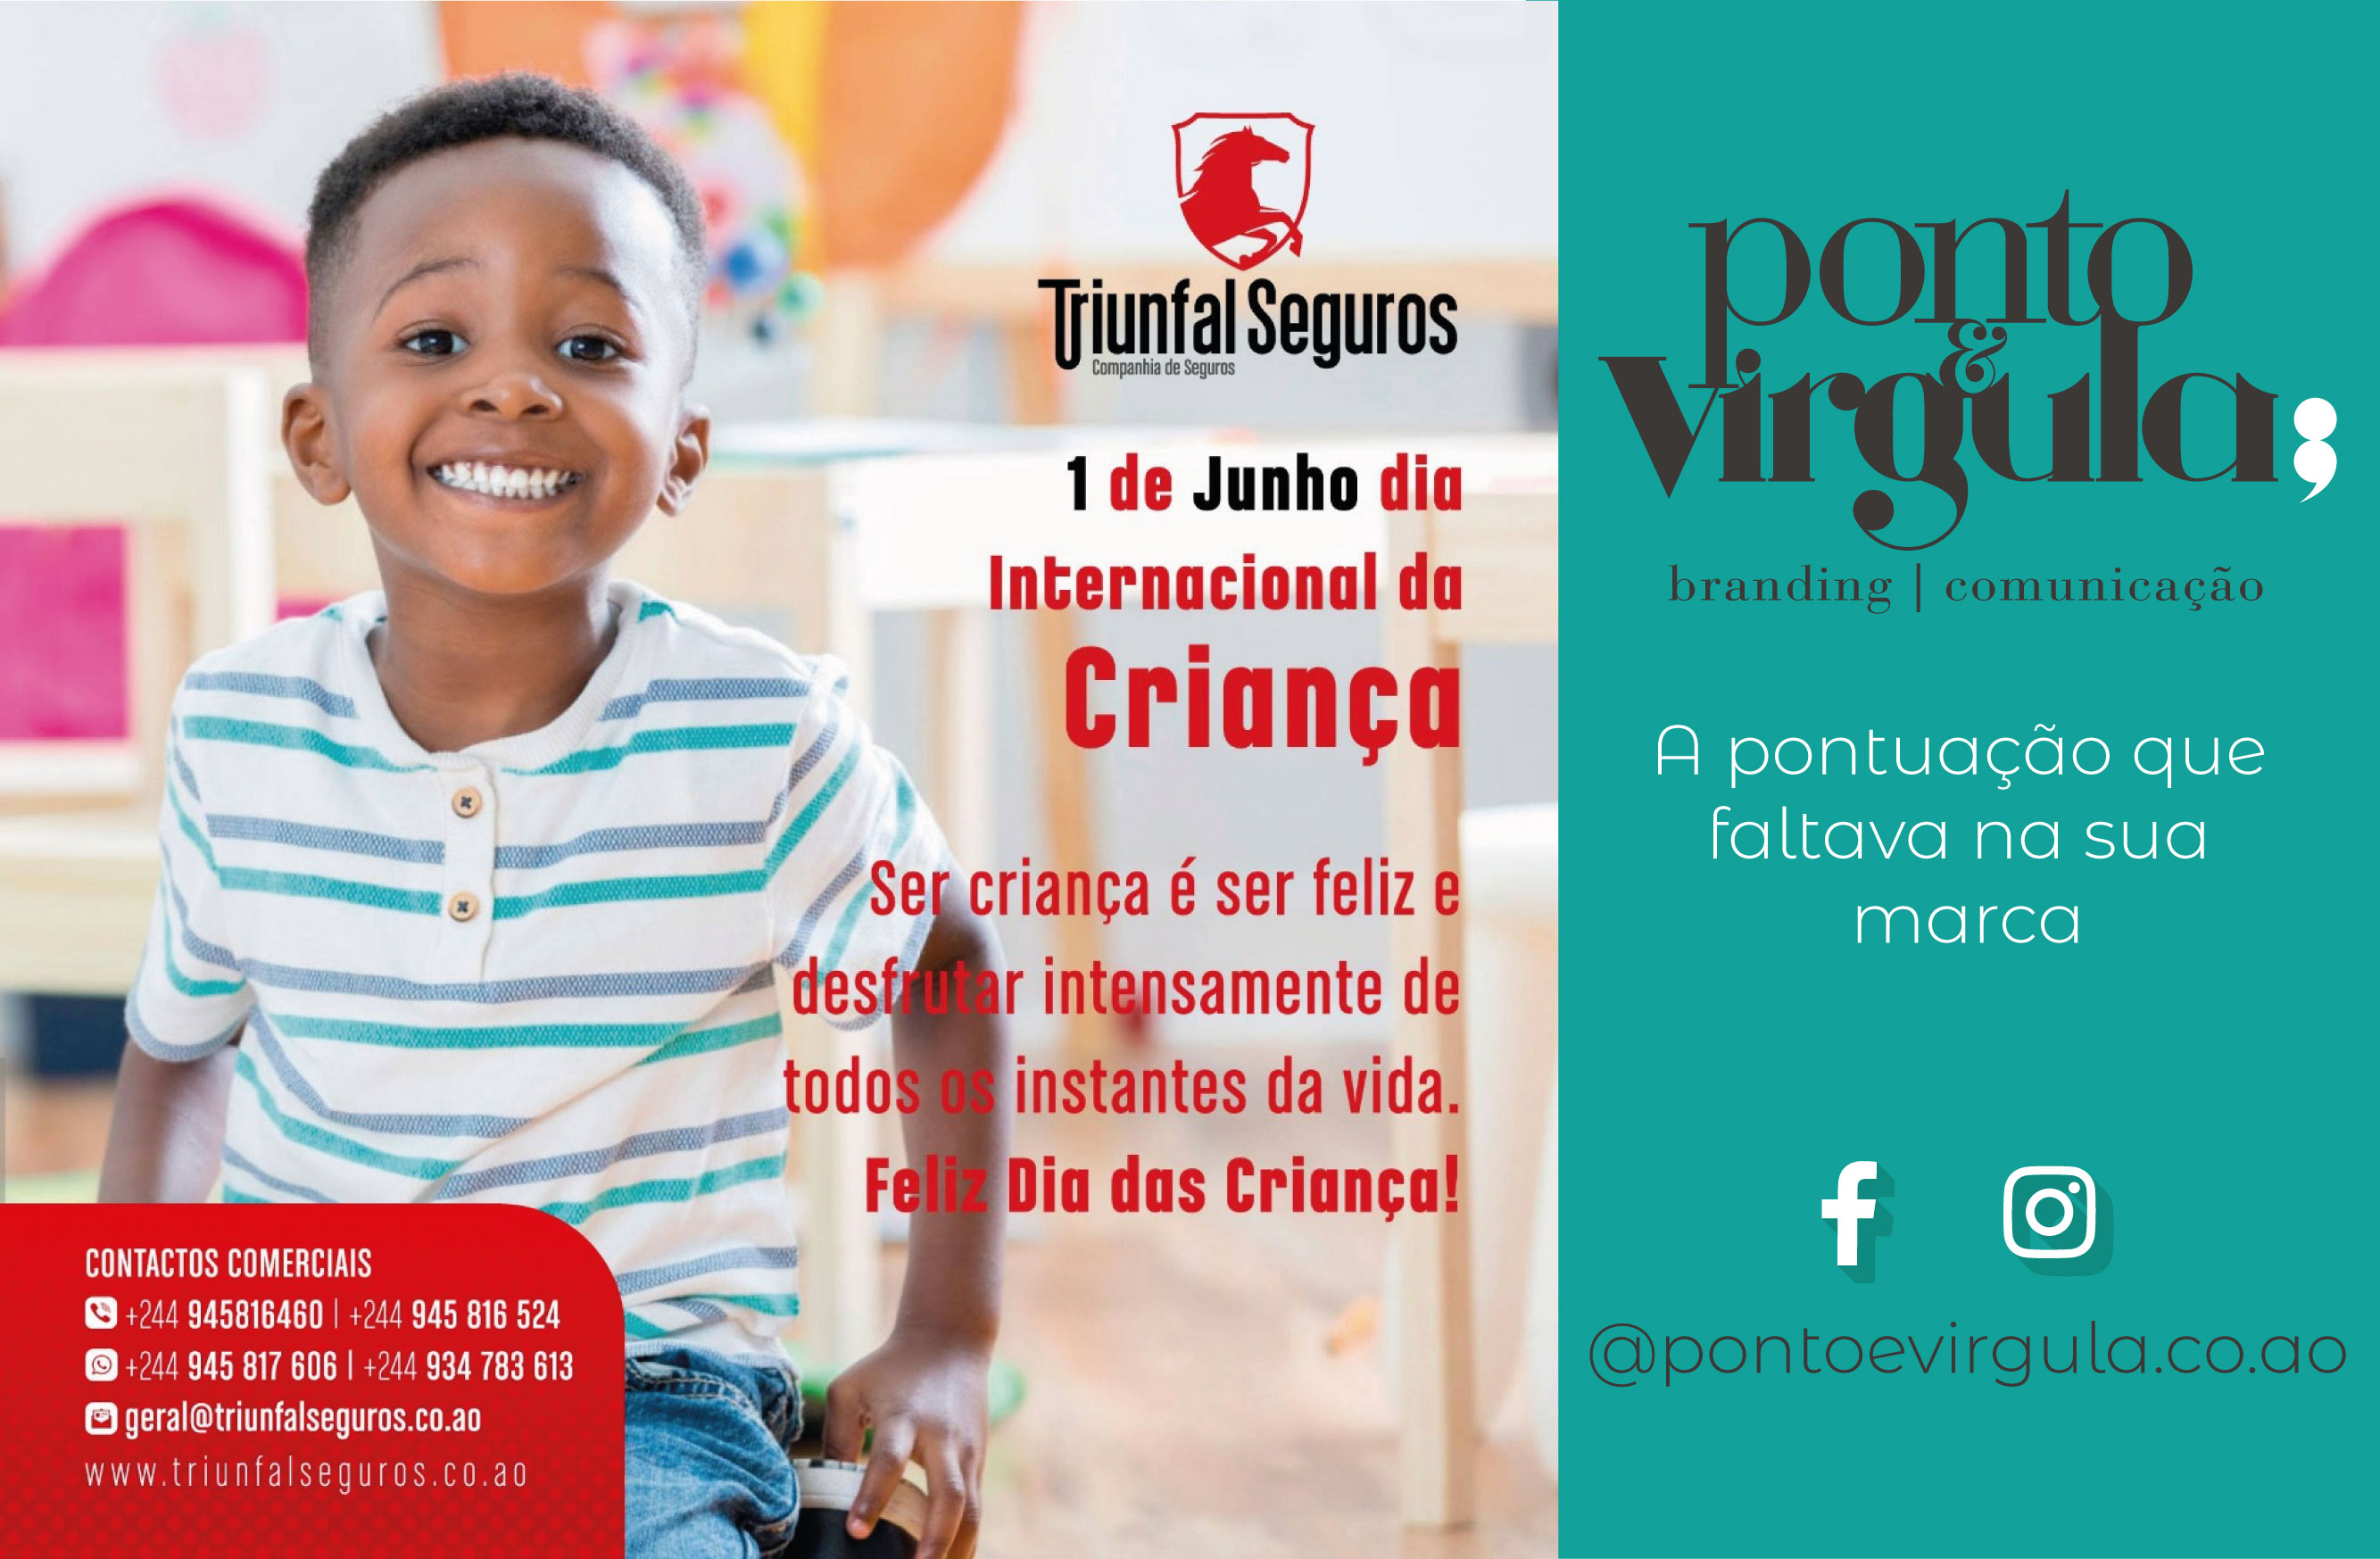 Triunfal Seguros
Companhia de Seguros
1 de Junho dia
Internacional da
Criança
Ser criança é ser feliz e
desfrutar intensamente de
todos os instantes da vida.
Feliz Dia das Criança!
CONTACTOS COMERCIAIS
+244 945816460 | +244 945 816 524
+244 945 817 606 | +244 934 783 613
geral@triunfalseguros.co.ao
www.triunfalseguros.co.ao
ponto
&
virgula;
branding | comunicação
A pontuação que
faltava na sua
marca
@pontoevirgula.co.ao